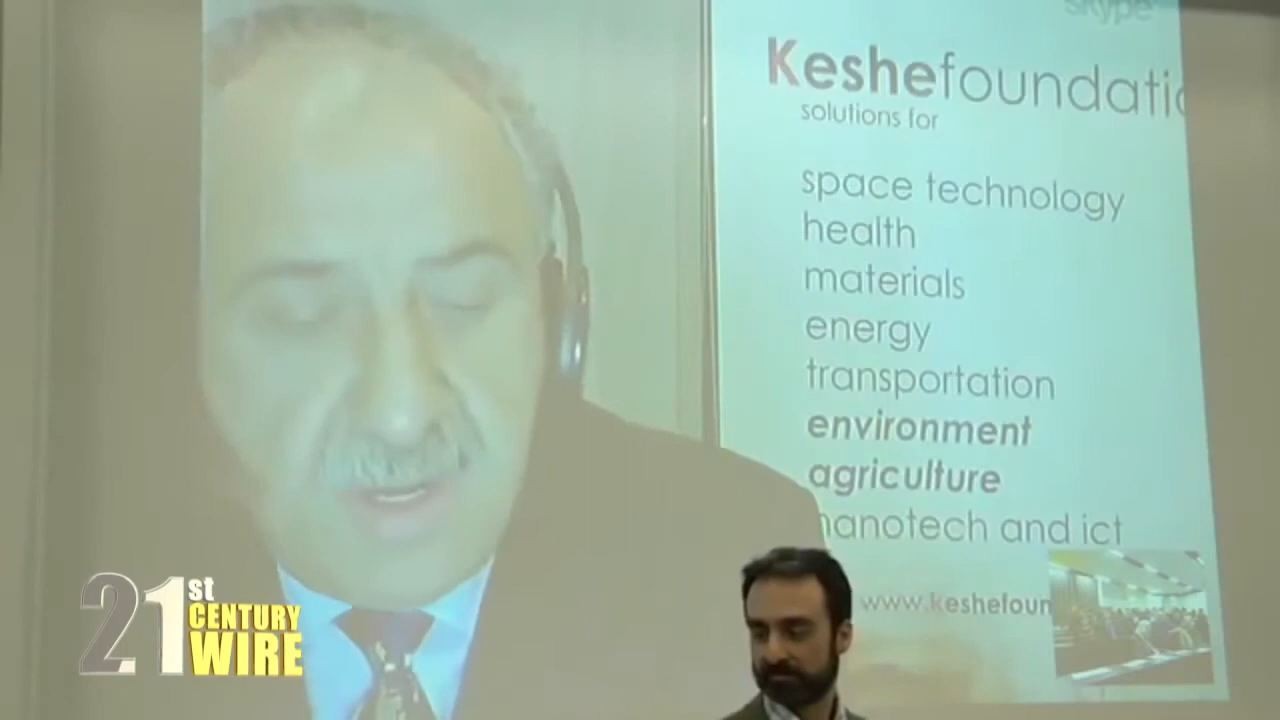 skype
Keshefoundatio
solutions for
space technology
health
materials
energy
transportation
environment
agriculture
nanotech and ict
www.keshefoun
21st
CENTURY
WIRE